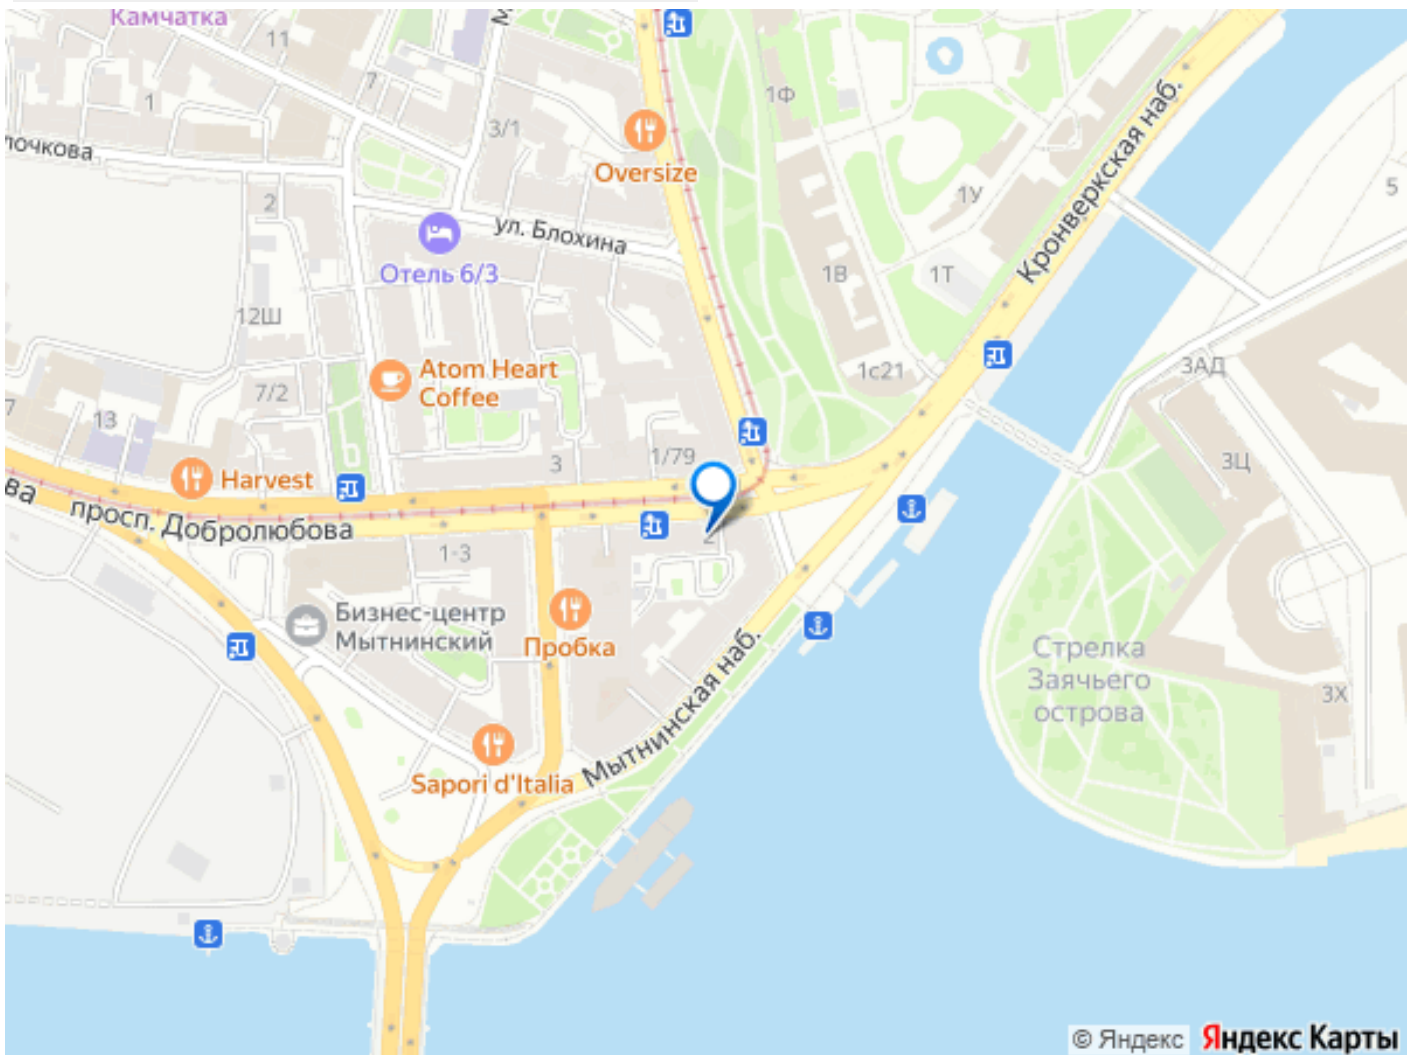 Камчатка
11
7
1
1Ф
3/1
Oversize
Кронверкская наб.
лочкова
5
1У
2
ул. Блохина
Отель 6/3
1В
1Т
12Ш
3АД
Atom Heart
Coffee
1с21
7/2
7
13
3
1/79
3Ц
Harvest
ва
просп. Добролюбова
2
1-3
Бизнес-центр
Мытнинский
Пробка
Стрелка
Заячьего
острова
3Х
Мытнинская наб.
Sapori d'Italia
© Яндекс Яндекс Карты